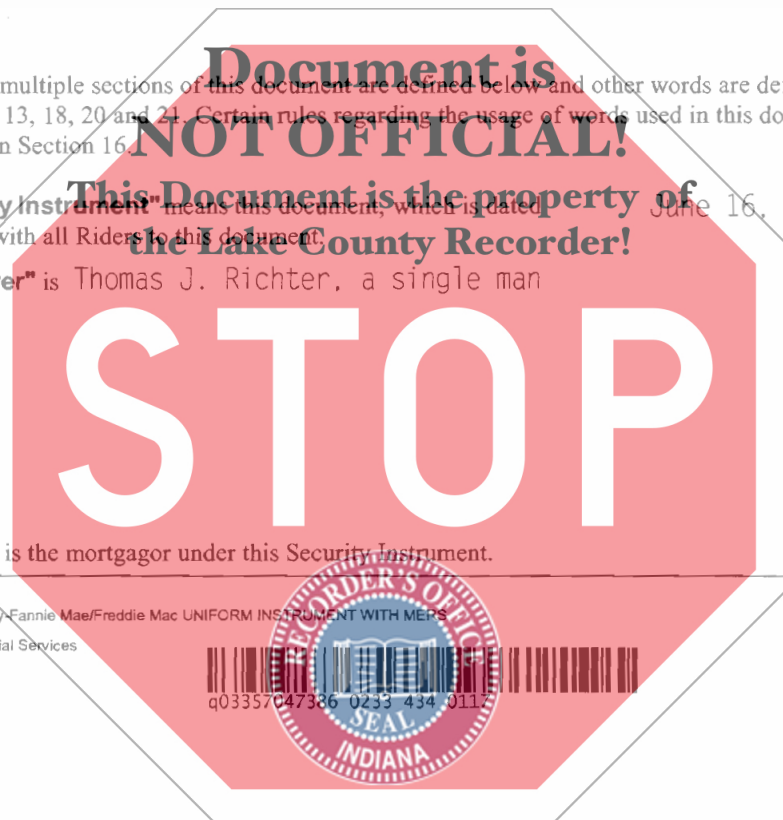 Document is
multiple sections of this document are defined below and other words are de
13, 18, 20 and 21. Certain rules regarding the usage of words used in this do
n Section 16.
NOT OFFICIAL!
This Document is the property of
y Instrument" means this document, which is dated June 16,
with all Riders to this document.
the Lake County Recorder!
er" is Thomas J. Richter, a single man
STOP
is the mortgagor under this Security Instrument.
y-Fannie Mae/Freddie Mac UNIFORM INSTRUMENT WITH MERS
ial Services
q03357047386 0233 434 0117
RECORDER'S OFFICE
SEAL
INDIANA